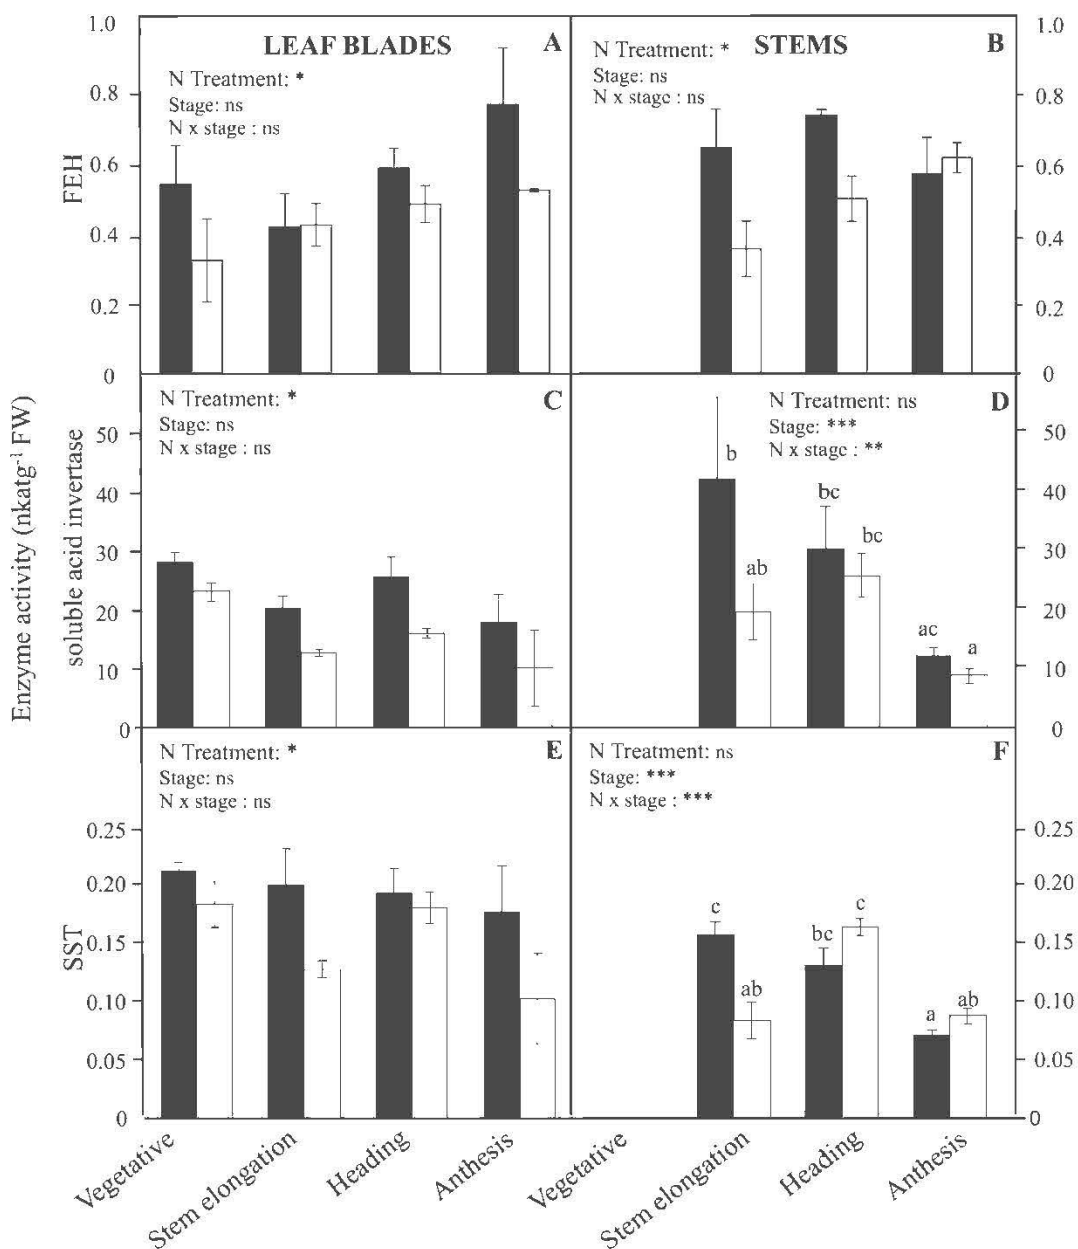 LEAF BLADES
A
N Treatment: *
Stage: ns
N x stage : ns
1.0
0.8
0.6
0.4
0.2
0
FEH
STEMS
B
N Treatment: *
Stage: ns
N x stage : ns
1.0
0.8
0.6
0.4
0.2
0
Enzyme activity (nkatg-1 FW)
soluble acid invertase
C
N Treatment: *
Stage: ns
N x stage : ns
50
40
30
20
10
0
D
N Treatment: ns
Stage: ***
N x stage : **
b
ab
bc
bc
ac
a
50
40
30
20
10
0
SST
E
N Treatment: *
Stage: ns
N x stage : ns
0.25
0.20
0.15
0.10
0.05
0
F
N Treatment: ns
Stage: ***
N x stage : ***
c
ab
bc
c
a
ab
0.25
0.20
0.15
0.10
0.05
0
Vegetative
Stem elongation
Heading
Anthesis
Vegetative
Stem elongation
Heading
Anthesis